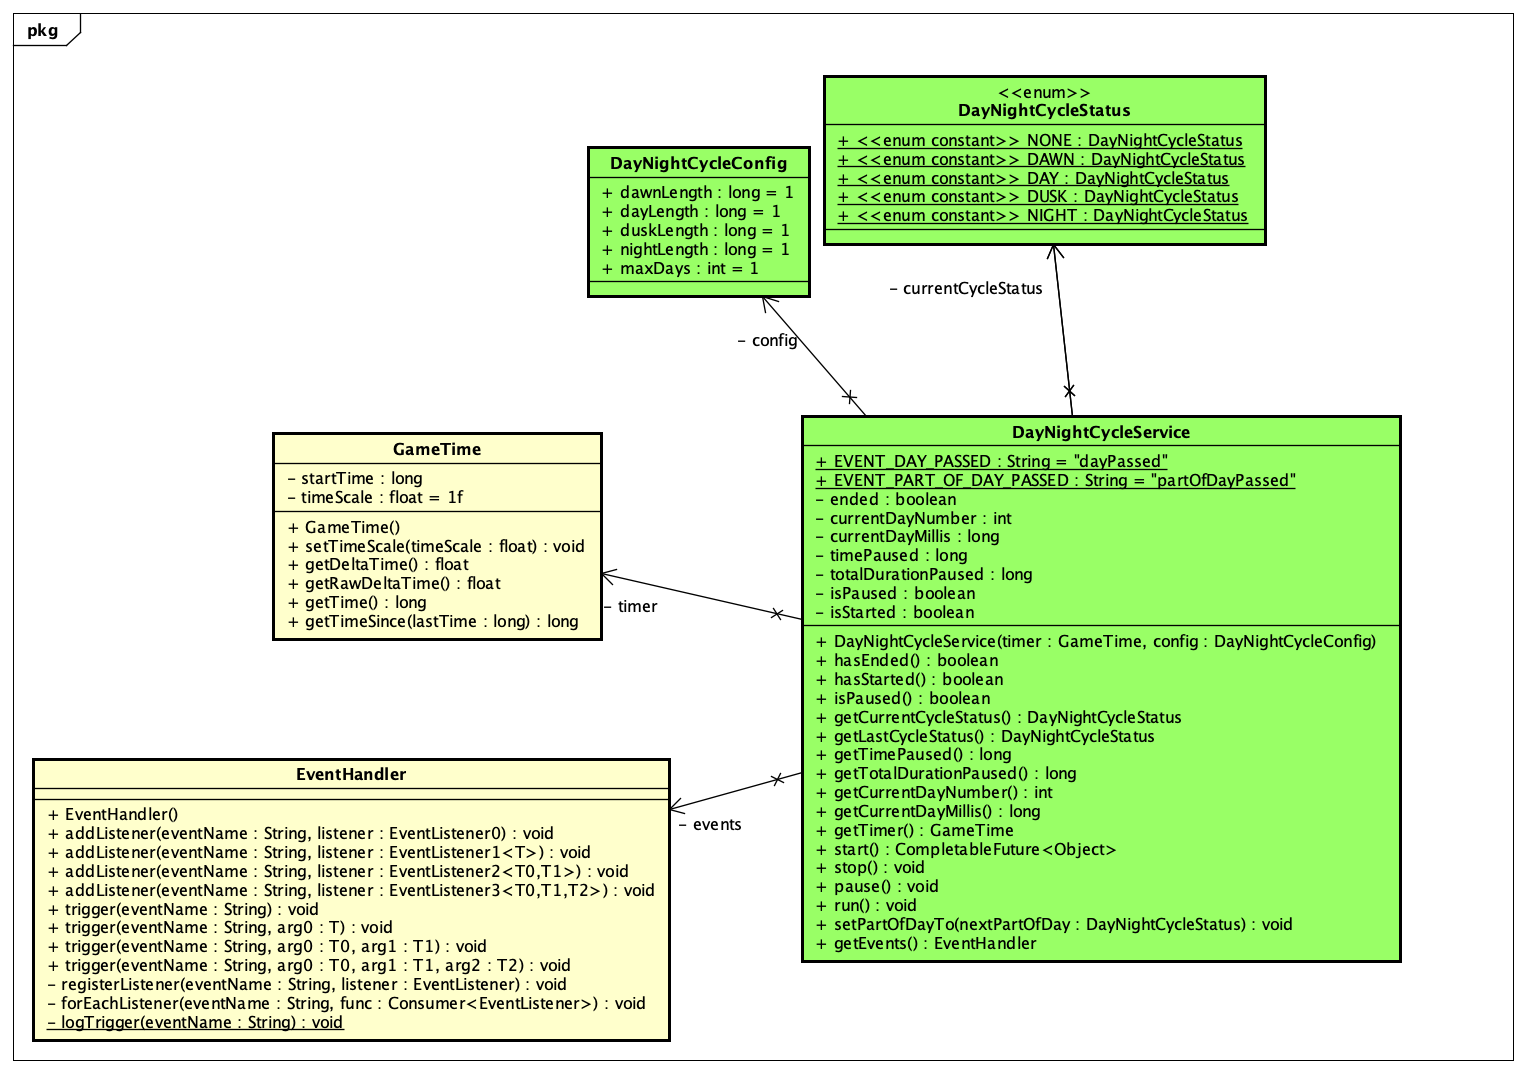 pkg
<<enum>>
DayNightCycleStatus
+ <<enum constant>> NONE : DayNightCycleStatus
+ <<enum constant>> DAWN : DayNightCycleStatus
+ <<enum constant>> DAY : DayNightCycleStatus
+ <<enum constant>> DUSK : DayNightCycleStatus
+ <<enum constant>> NIGHT : DayNightCycleStatus
DayNightCycleConfig
+ dawnLength : long = 1
+ dayLength : long = 1
+ duskLength : long = 1
+ nightLength : long = 1
+ maxDays : int = 1
- currentCycleStatus
- config
GameTime
- startTime : long
- timeScale : float = 1f
+ GameTime()
+ setTimeScale(timeScale : float) : void
+ getDeltaTime() : float
+ getRawDeltaTime() : float
+ getTime() : long
+ getTimeSince(lastTime : long) : long
- timer
DayNightCycleService
+ EVENT_DAY_PASSED : String = "dayPassed"
+ EVENT_PART_OF_DAY_PASSED : String = "partOfDayPassed"
- ended : boolean
- currentDayNumber : int
- currentDayMillis : long
- timePaused : long
- totalDurationPaused : long
- isPaused : boolean
- isStarted : boolean
+ DayNightCycleService(timer : GameTime, config : DayNightCycleConfig)
+ hasEnded() : boolean
+ hasStarted() : boolean
+ isPaused() : boolean
+ getCurrentCycleStatus() : DayNightCycleStatus
+ getLastCycleStatus() : DayNightCycleStatus
+ getTimePaused() : long
+ getTotalDurationPaused() : long
+ getCurrentDayNumber() : int
+ getCurrentDayMillis() : long
+ getTimer() : GameTime
+ start() : CompletableFuture<Object>
+ stop() : void
+ pause() : void
+ run() : void
+ setPartOfDayTo(nextPartOfDay : DayNightCycleStatus) : void
+ getEvents() : EventHandler
- events
EventHandler
+ EventHandler()
+ addListener(eventName : String, listener : EventListener0) : void
+ addListener(eventName : String, listener : EventListener1<T>) : void
+ addListener(eventName : String, listener : EventListener2<T0,T1>) : void
+ addListener(eventName : String, listener : EventListener3<T0,T1,T2>) : void
+ trigger(eventName : String) : void
+ trigger(eventName : String, arg0 : T) : void
+ trigger(eventName : String, arg0 : T0, arg1 : T1) : void
+ trigger(eventName : String, arg0 : T0, arg1 : T1, arg2 : T2) : void
- registerListener(eventName : String, listener : EventListener) : void
- forEachListener(eventName : String, func : Consumer<EventListener>) : void
- logTrigger(eventName : String) : void